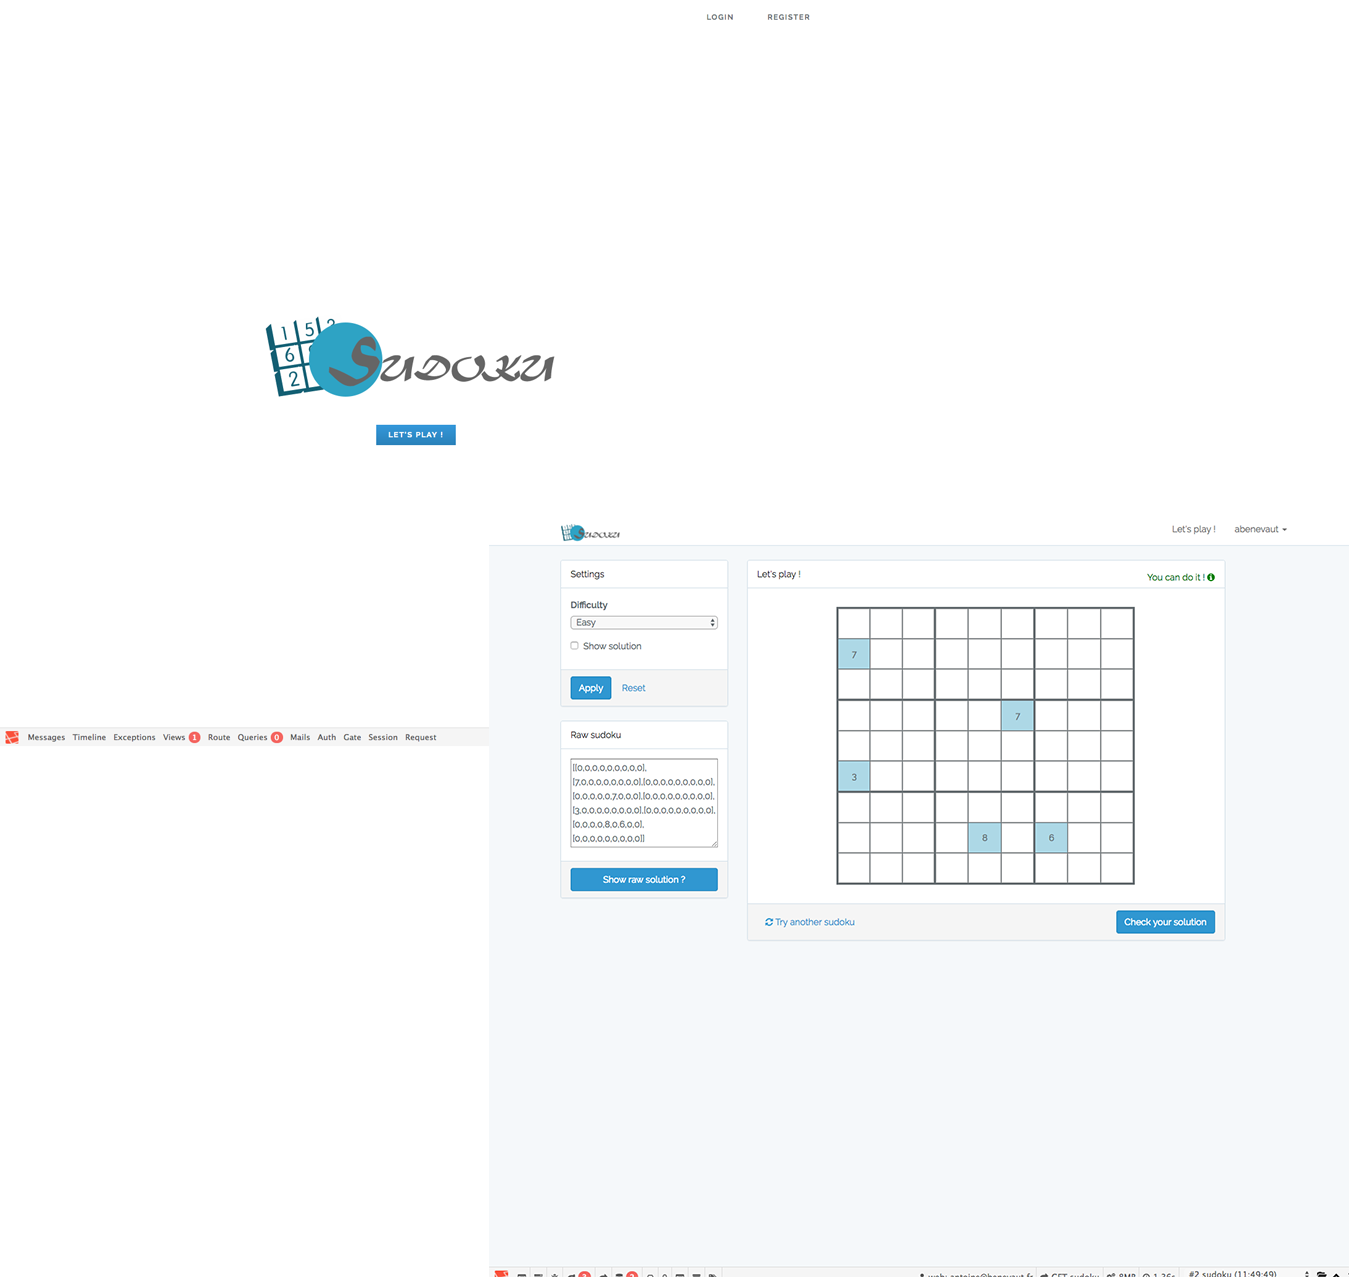 LOGIN REGISTER
1 5 2
6
2
SUDOKU
LET'S PLAY !
SUDOKU
Let's play !
abenevaut
Settings
Difficulty
Easy
Show solution
Apply
Reset
Raw sudoku
[[0,0,0,0,0,0,0,0,0],
[7,0,0,0,0,0,0,0,0],[0,0,0,0,0,0,0,0,0],
[0,0,0,0,0,7,0,0,0],[0,0,0,0,0,0,0,0,0],
[3,0,0,0,0,0,0,0,0],[0,0,0,0,0,0,0,0,0],
[0,0,0,0,8,0,6,0,0],
[0,0,0,0,0,0,0,0,0]]
Show raw solution ?
Let's play !
You can do it !
7
7
3
8 6
Try another sudoku
Check your solution
Messages Timeline Exceptions Views 1 Route Queries 0 Mails Auth Gate Session Request
GET sudoku 8MB 1.36s #2 sudoku (11:49:49)